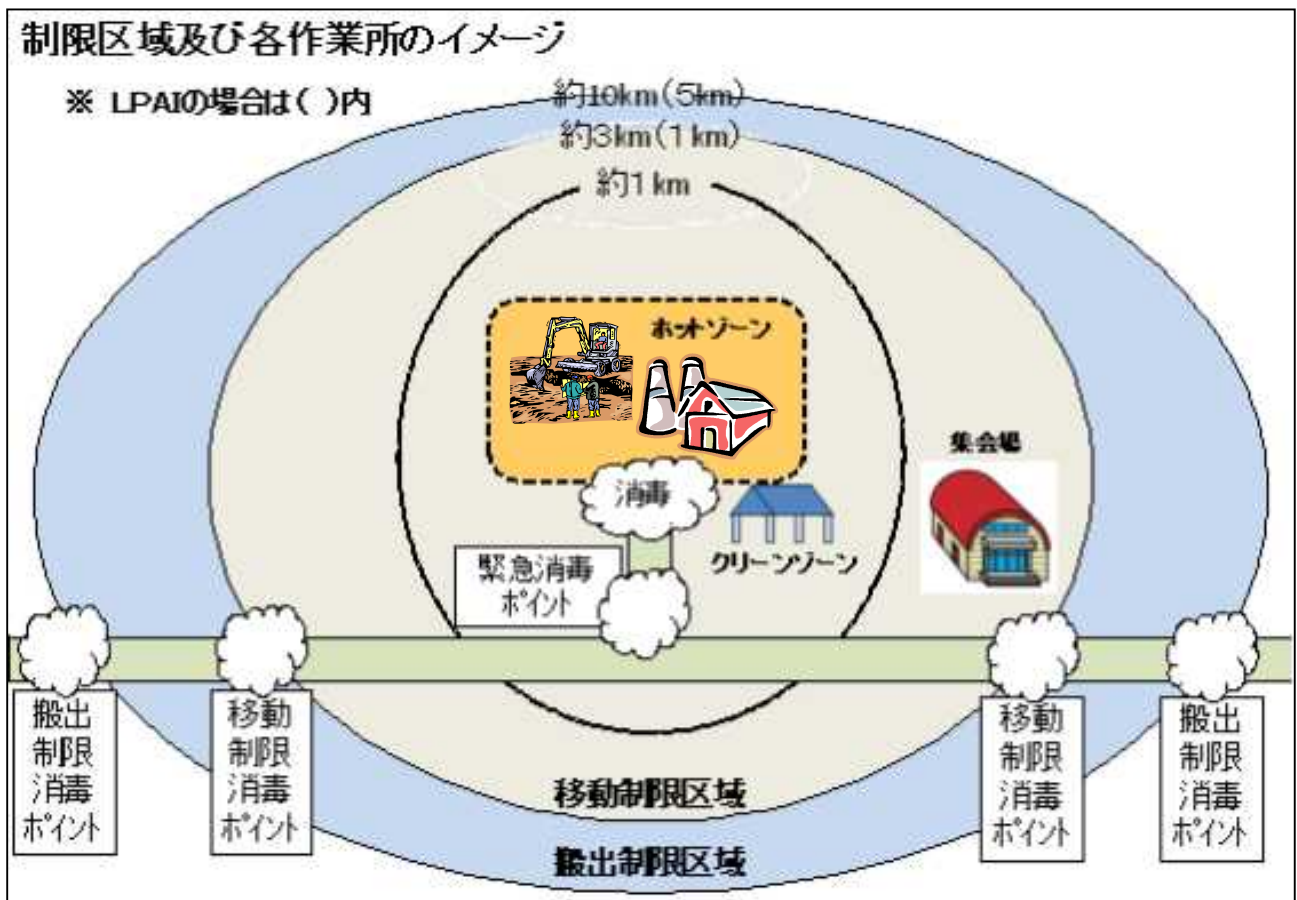 制限区域及び各作業所のイメージ
※ LPAIの場合は( )内
約10km(5km)
約3km(1km)
約1km
ホットゾーン
集会場
消毒
クリーンゾーン
緊急消毒
ポイント
搬出
制限
消毒
ポイント
移動
制限
消毒
ポイント
移動
制限
消毒
ポイント
搬出
制限
消毒
ポイント
移動制限区域
搬出制限区域